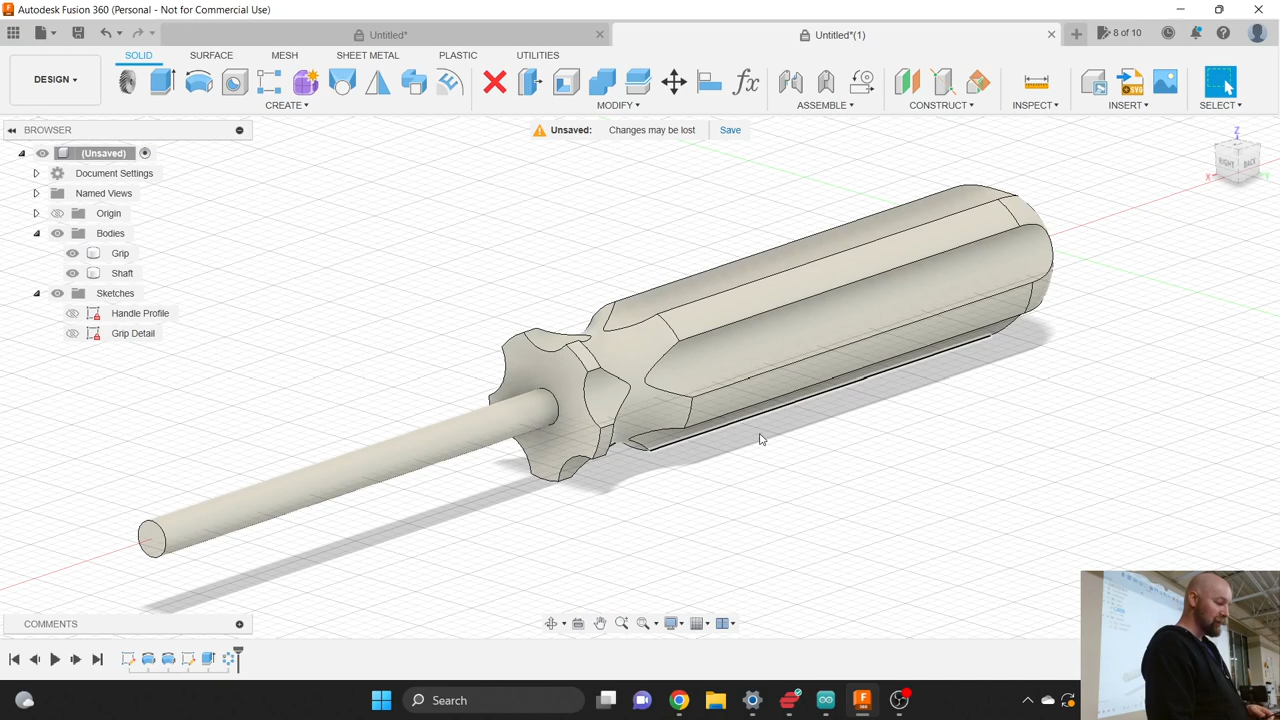 Autodesk Fusion 360 (Personal - Not for Commercial Use)
Untitled*
Untitled*(1)
8 of 10
SOLID
SURFACE
MESH
SHEET METAL
PLASTIC
UTILITIES
DESIGN
CREATE
MODIFY
ASSEMBLE
CONSTRUCT
INSPECT
INSERT
SELECT
BROWSER
Unsaved: Changes may be lost Save
(Unsaved)
Document Settings
Named Views
Origin
Bodies
Grip
Shaft
Sketches
Handle Profile
Grip Detail
Z
RIGHT
BACK
X
Y
COMMENTS
Search